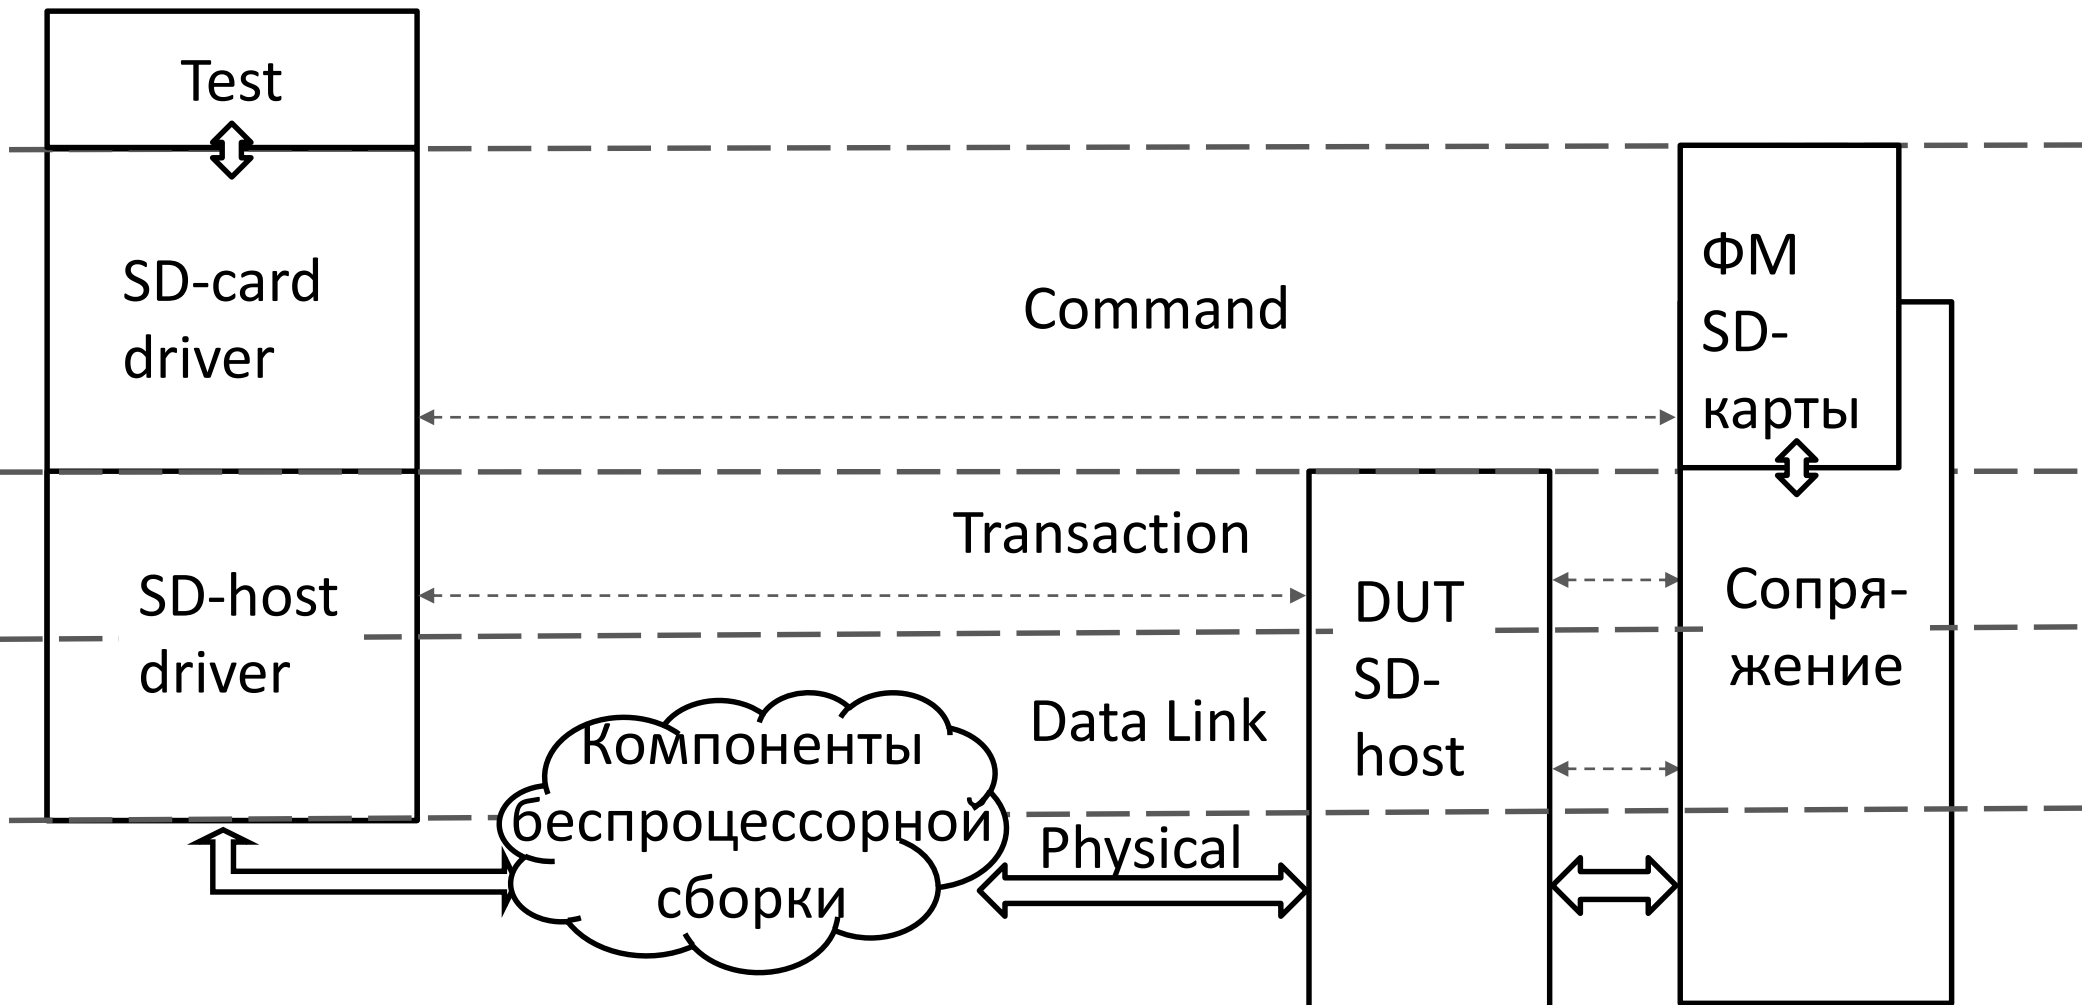 Test
SD-card
driver
Command
ФМ
SD-
карты
Transaction
SD-host
driver
DUT
SD-
host
Сопря-
жение
Data Link
Компоненты
беспроцессорной
сборки
Physical